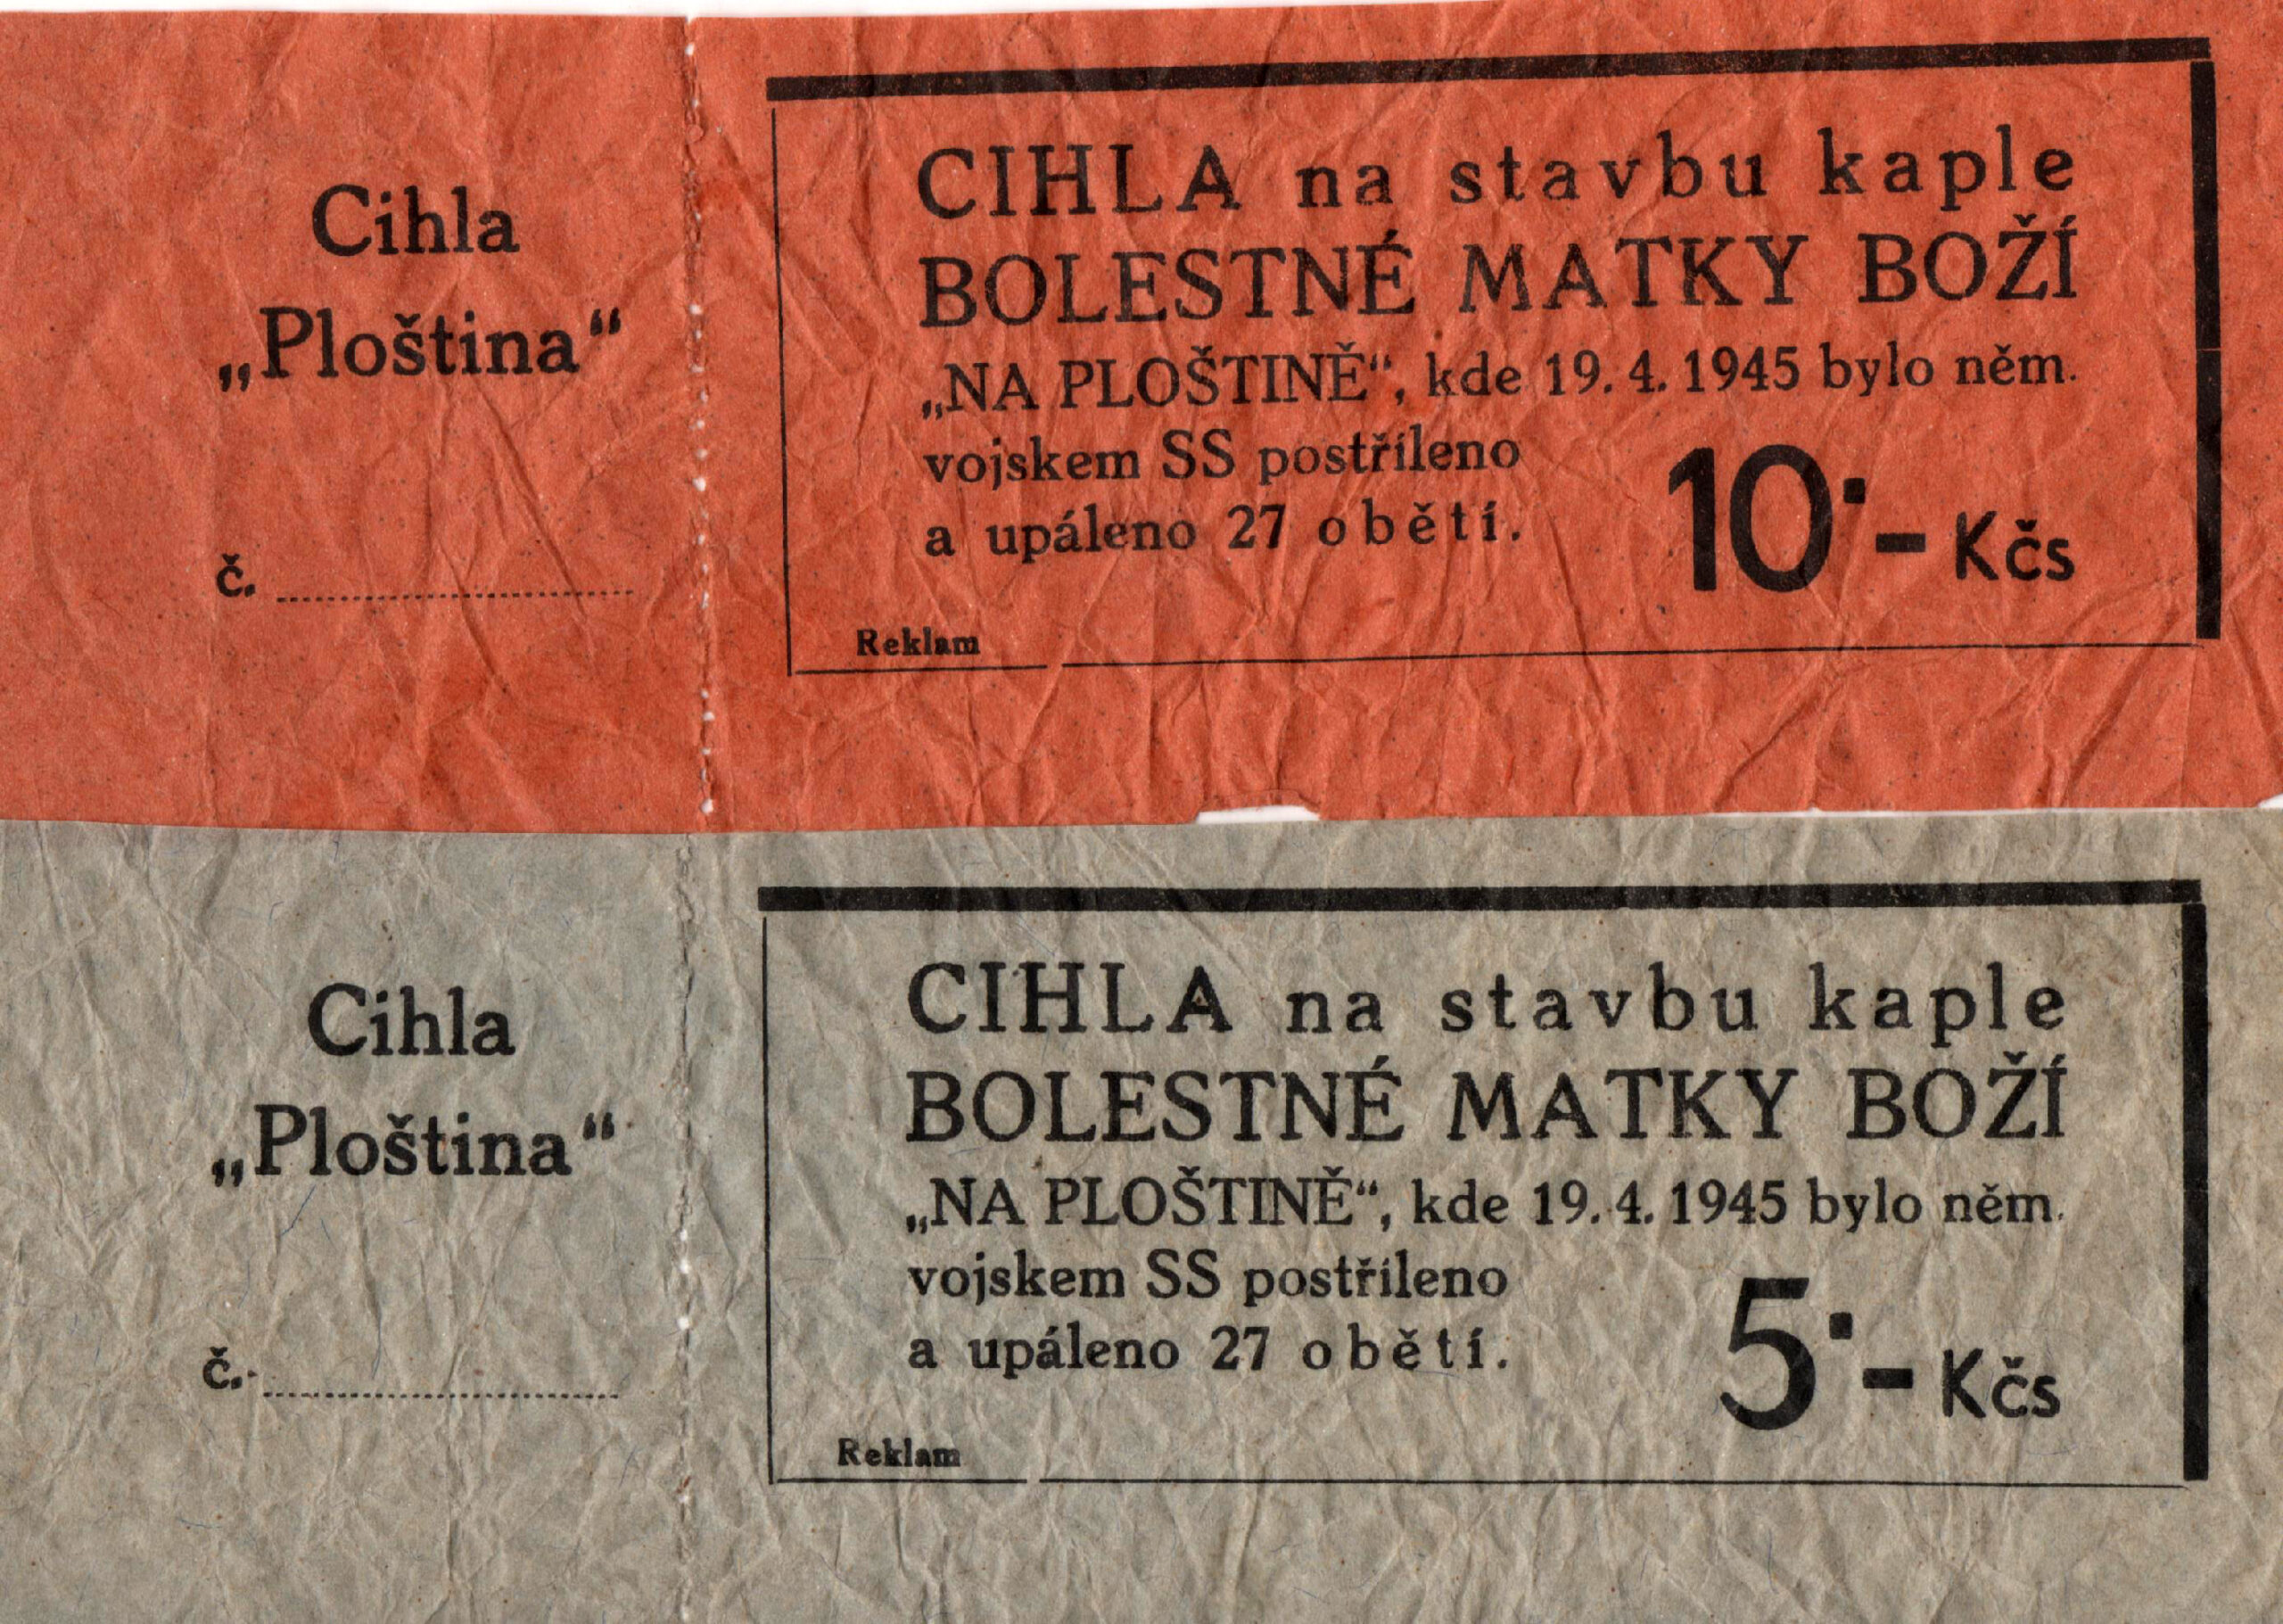 Cihla
„Ploština“
č. ........................
CIHLA na stavbu kaple
BOLESTNÉ MATKY BOŽÍ
„NA PLOŠTINĚ“, kde 19. 4. 1945 bylo něm.
vojskem SS postříleno
a upáleno 27 obětí.
10·- Kčs
Reklam
Cihla
„Ploština“
č. ........................
CIHLA na stavbu kaple
BOLESTNÉ MATKY BOŽÍ
„NA PLOŠTINĚ“, kde 19. 4. 1945 bylo něm.
vojskem SS postříleno
a upáleno 27 obětí.
5·- Kčs
Reklam